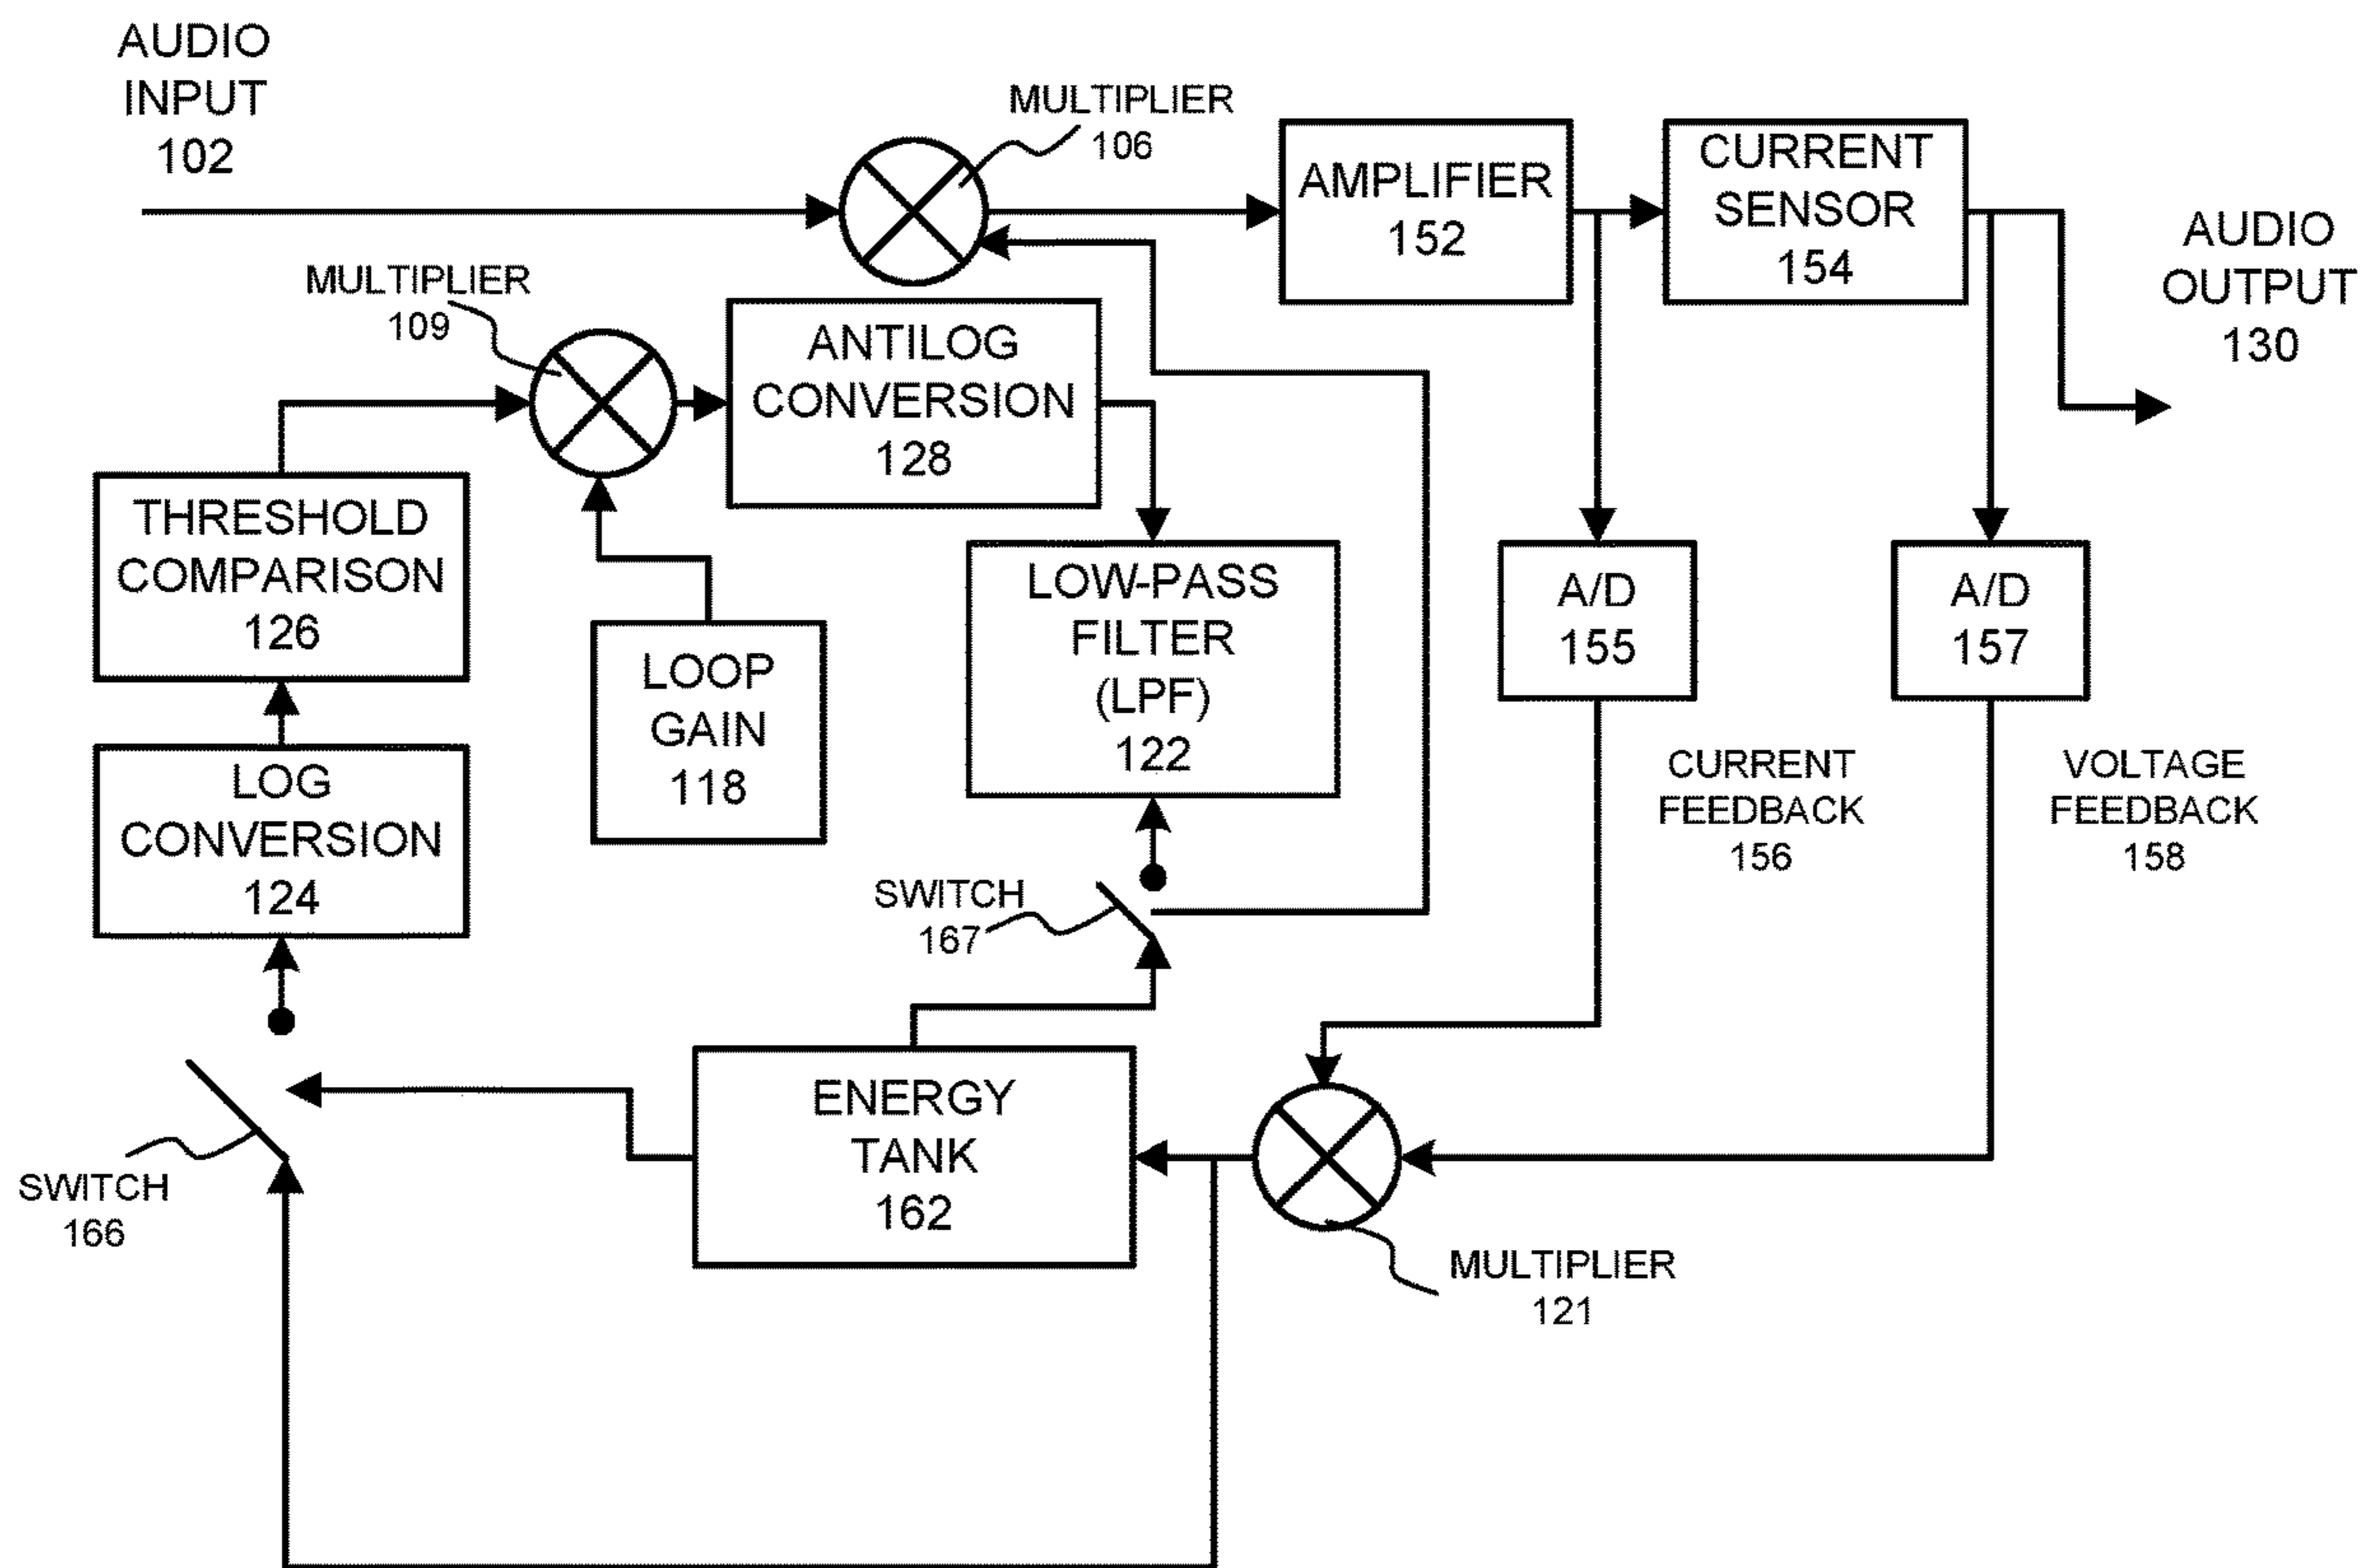 AUDIO
INPUT
102
MULTIPLIER
106
AMPLIFIER
152
CURRENT
SENSOR
154
AUDIO
OUTPUT
130
MULTIPLIER
109
ANTILOG
CONVERSION
128
THRESHOLD
COMPARISON
126
LOOP
GAIN
118
LOW-PASS
FILTER
(LPF)
122
A/D
155
A/D
157
LOG
CONVERSION
124
CURRENT
FEEDBACK
156
VOLTAGE
FEEDBACK
158
SWITCH
167
ENERGY
TANK
162
SWITCH
166
MULTIPLIER
121